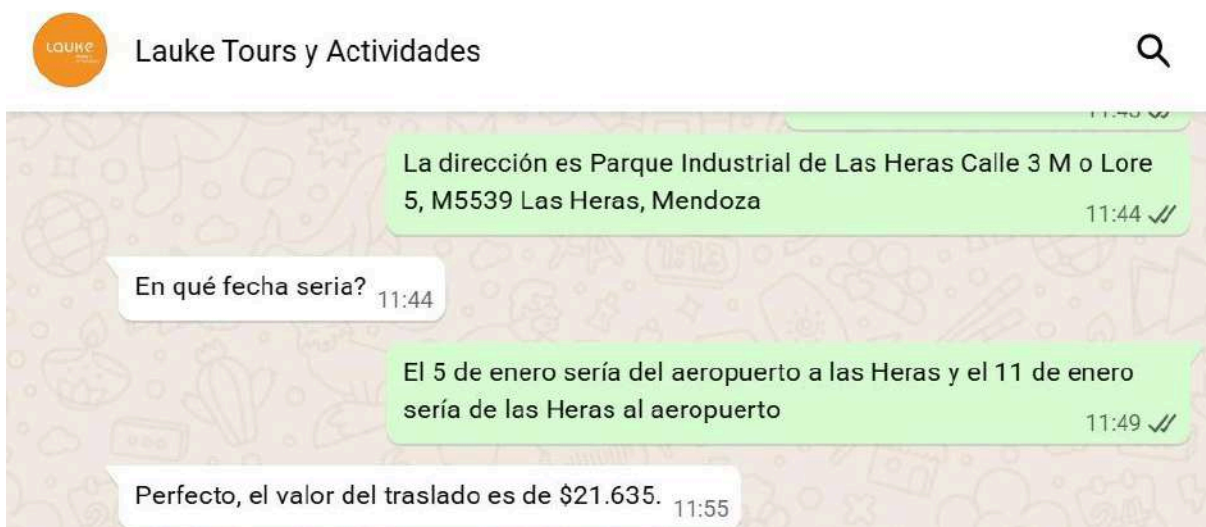 Lauke
Lauke Tours y Actividades
La dirección es Parque Industrial de Las Heras Calle 3 M o Lore
5, M5539 Las Heras, Mendoza
11:44
En qué fecha seria?
11:44
El 5 de enero sería del aeropuerto a las Heras y el 11 de enero
sería de las Heras al aeropuerto
11:49
Perfecto, el valor del traslado es de $21.635.
11:55